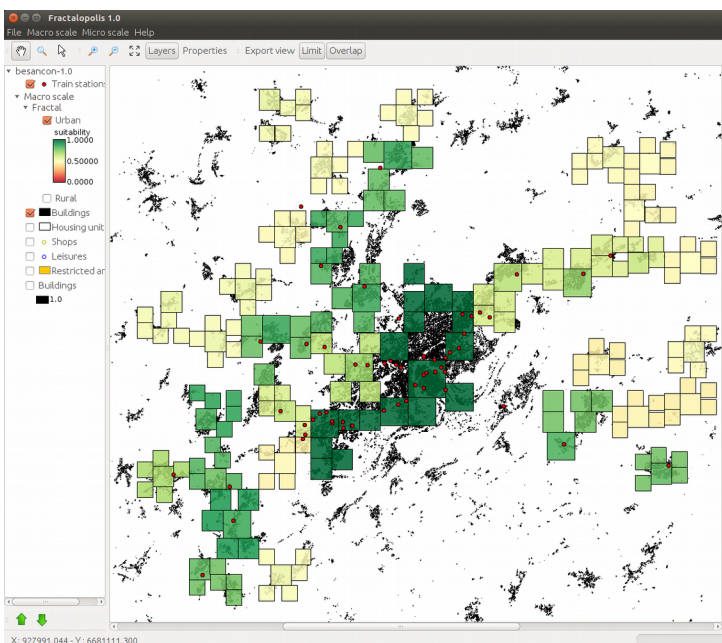 Fractalopolis 1.0
File Macro scale Micro scale Help
Layers Properties Export view Limit Overlap
besancon-1.0
Train stations
Macro scale
Fractal
Urban
suitability
1.0000
0.50000
0.0000
Rural
Buildings
Housing unit
Shops
Leisures
Restricted ar
Buildings
1.0
X: 927991.044 - Y : 6681111.300